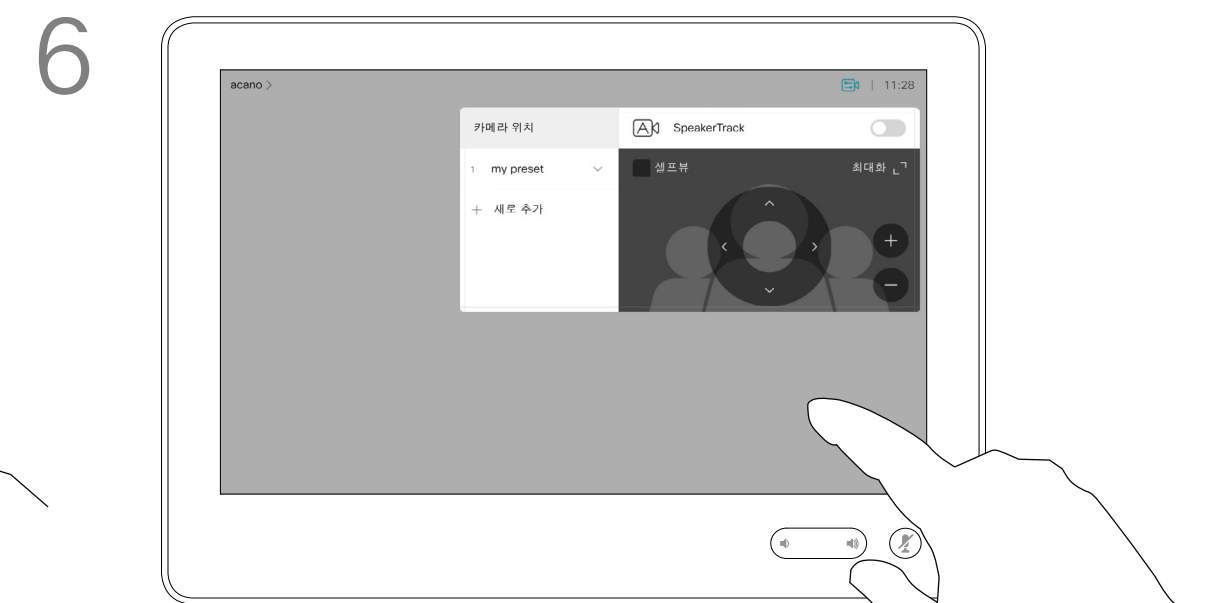 6
acano >
11:28
카메라 위치
SpeakerTrack
1 my preset
셀프뷰
최대화
+ 새로 추가